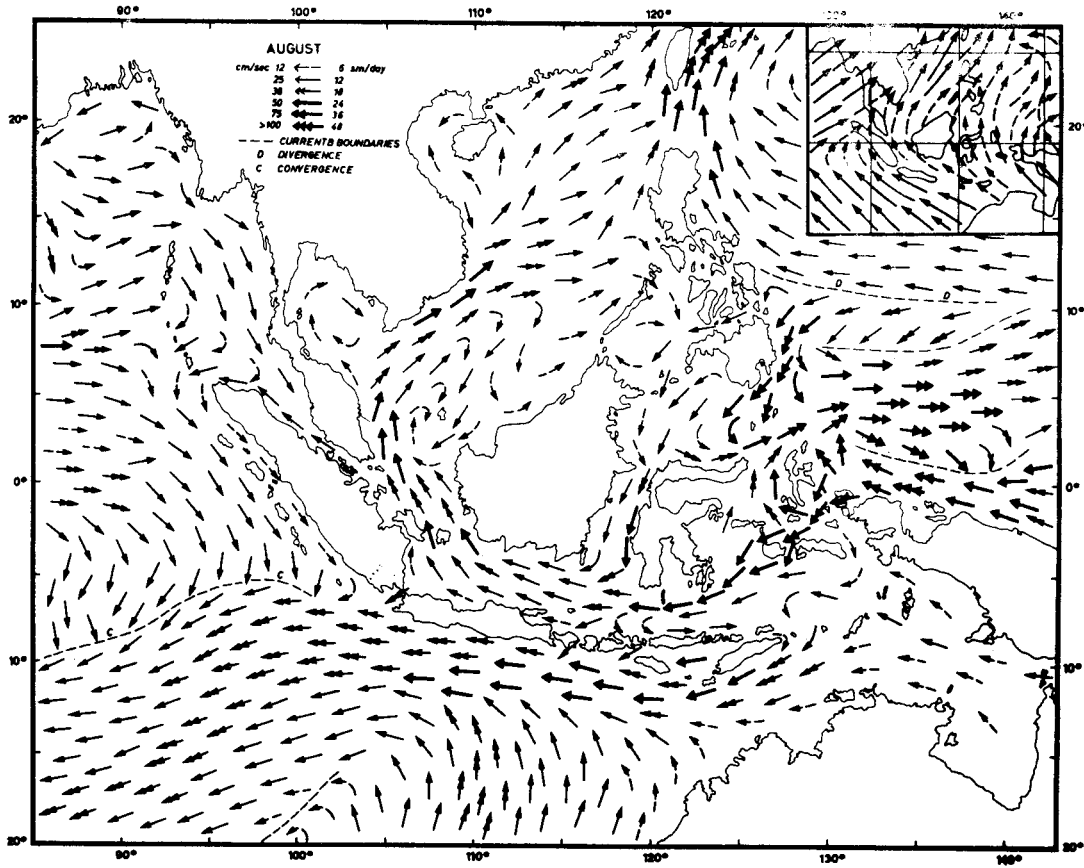 90° 100° 110° 120° 140°
AUGUST
cm/sec 12 6 sm/day
25 12
38 18
50 24
75 36
>100 48
CURRENTS BOUNDARIES
D DIVERGENCE
C CONVERGENCE
20° 20°
10° 10°
D D
0° 0°
C
C
10° 10°
20° 20°
90° 100° 110° 120° 130° 140°